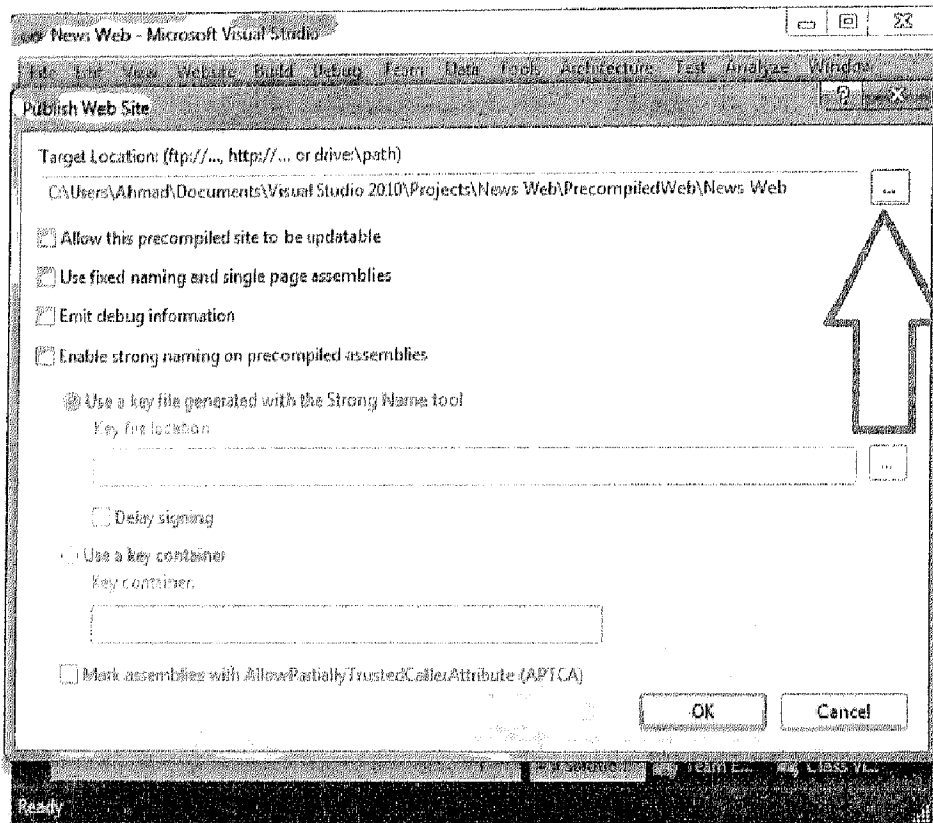 News Web - Microsoft Visual Studio
File Edit View Website Build Debug Team Data Tools Architecture Test Analyze Window
Publish Web Site
Target Location: (ftp://..., http://... or drive:\path)
C:\Users\Ahmad\Documents\Visual Studio 2010\Projects\News Web\PrecompiledWeb\News Web
...
Allow this precompiled site to be updatable
Use fixed naming and single page assemblies
Emit debug information
Enable strong naming on precompiled assemblies
Use a key file generated with the Strong Name tool
Key file location:
...
Delay signing
Use a key container
Key container:
Mark assemblies with AllowPartiallyTrustedCallerAttribute (APTCA)
OK Cancel
Team E... Class Vi...
Ready